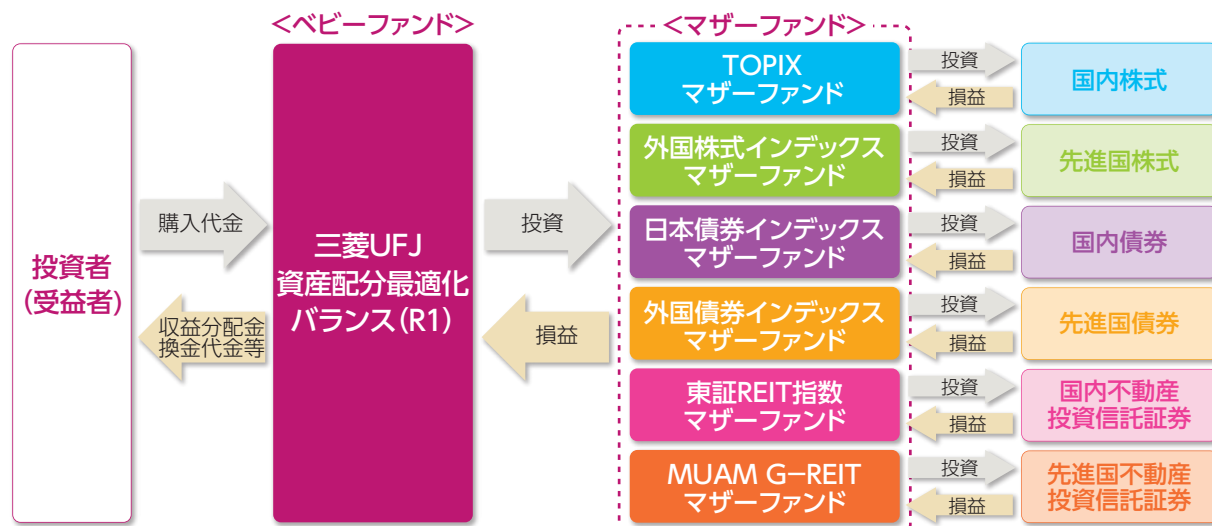 <ベビーファンド>
<マザーファンド>
投資者
(受益者)
購入代金
収益分配金
換金代金等
三菱UFJ
資産配分最適化
バランス(R1)
投資
損益
TOPIX
マザーファンド
投資
損益
国内株式
外国株式インデックス
マザーファンド
投資
損益
先進国株式
日本債券インデックス
マザーファンド
投資
損益
国内債券
外国債券インデックス
マザーファンド
投資
損益
先進国債券
東証REIT指数
マザーファンド
投資
損益
国内不動産
投資信託証券
MUAM G−REIT
マザーファンド
投資
損益
先進国不動産
投資信託証券